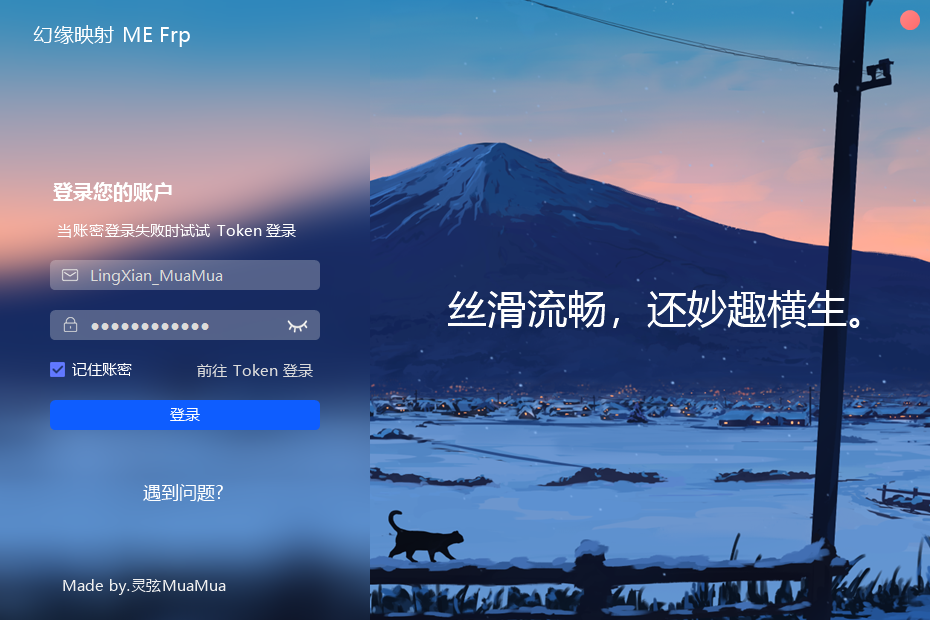 幻缘映射 ME Frp
登录您的账户
当账密登录失败时试试 Token 登录
LingXian_MuaMua
●●●●●●●●●●●●
记住账密
前往 Token 登录
登录
遇到问题?
Made by.灵弦MuaMua
丝滑流畅，还妙趣横生。